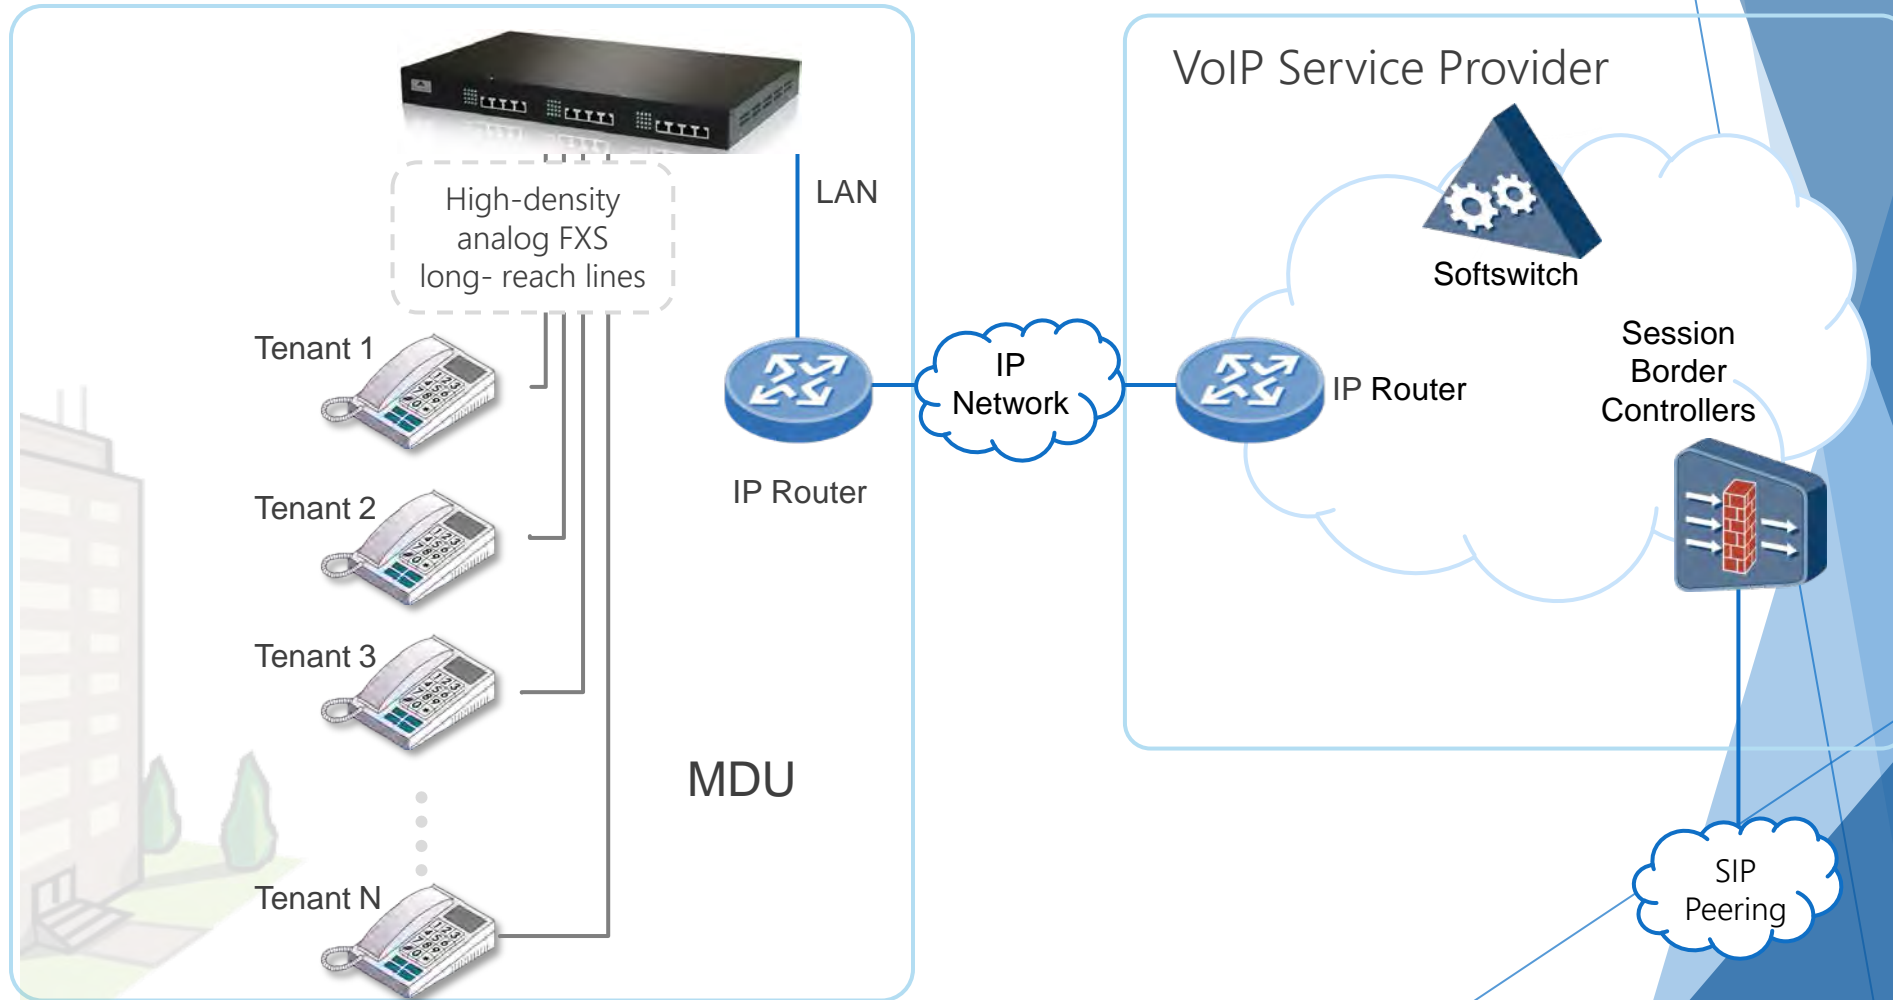 VoIP Service Provider
LAN
High-density
analog FXS
long- reach lines
Softswitch
Tenant 1
IP
Network
IP Router
Session
Border
Controllers
IP Router
Tenant 2
Tenant 3
MDU
Tenant N
SIP
Peering